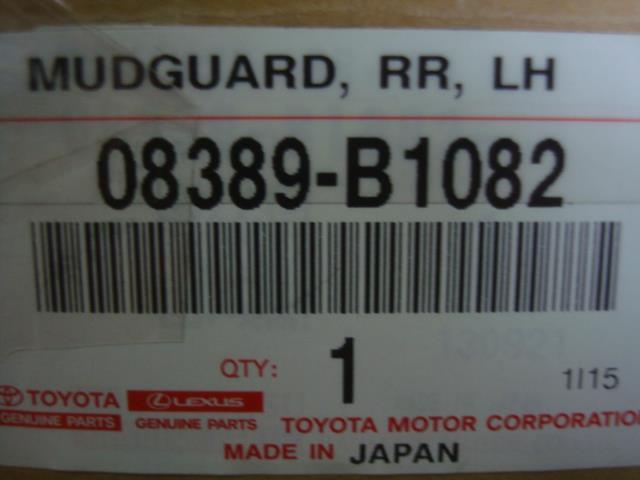 MUDGUARD, RR, LH
08389-B1082
130921
QTY: 1
1/15
TOYOTA
GENUINE PARTS
LEXUS
GENUINE PARTS
TOYOTA MOTOR CORPORATION
MADE IN JAPAN